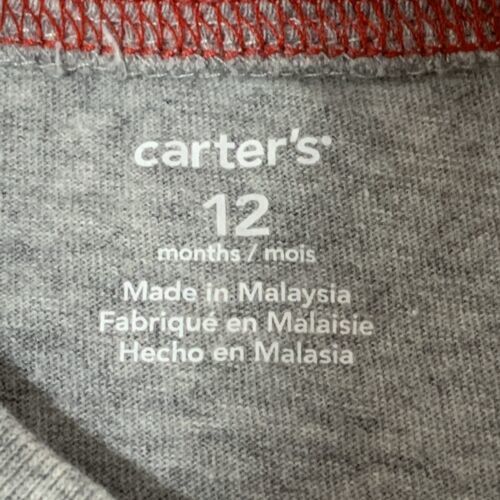 carter's
12
months / mois
Made in Malaysia
Fabriqué en Malaisie
Hecho en Malasia